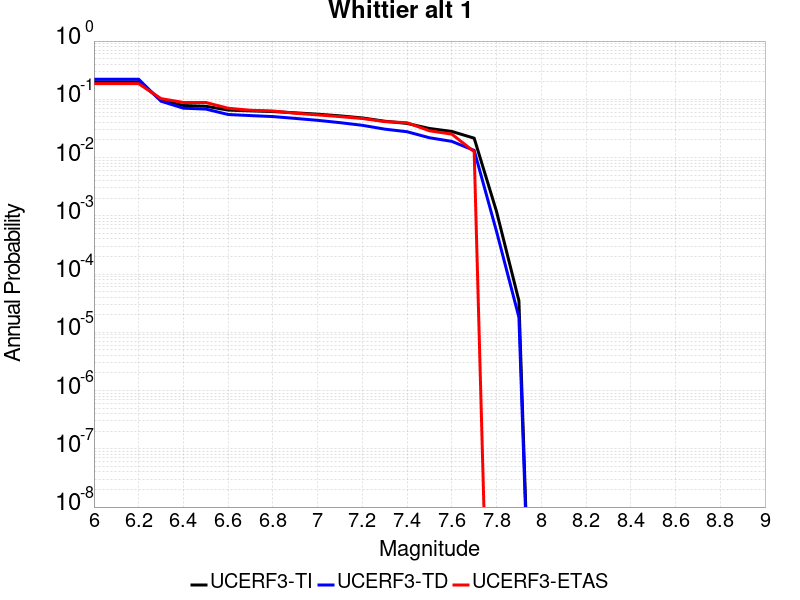 Whittier alt 1
10^0
10^-1
10^-2
10^-3
10^-4
10^-5
10^-6
10^-7
10^-8
Annual Probability
6 6.2 6.4 6.6 6.8 7 7.2 7.4 7.6 7.8 8 8.2 8.4 8.6 8.8 9
Magnitude
UCERF3-TI UCERF3-TD UCERF3-ETAS